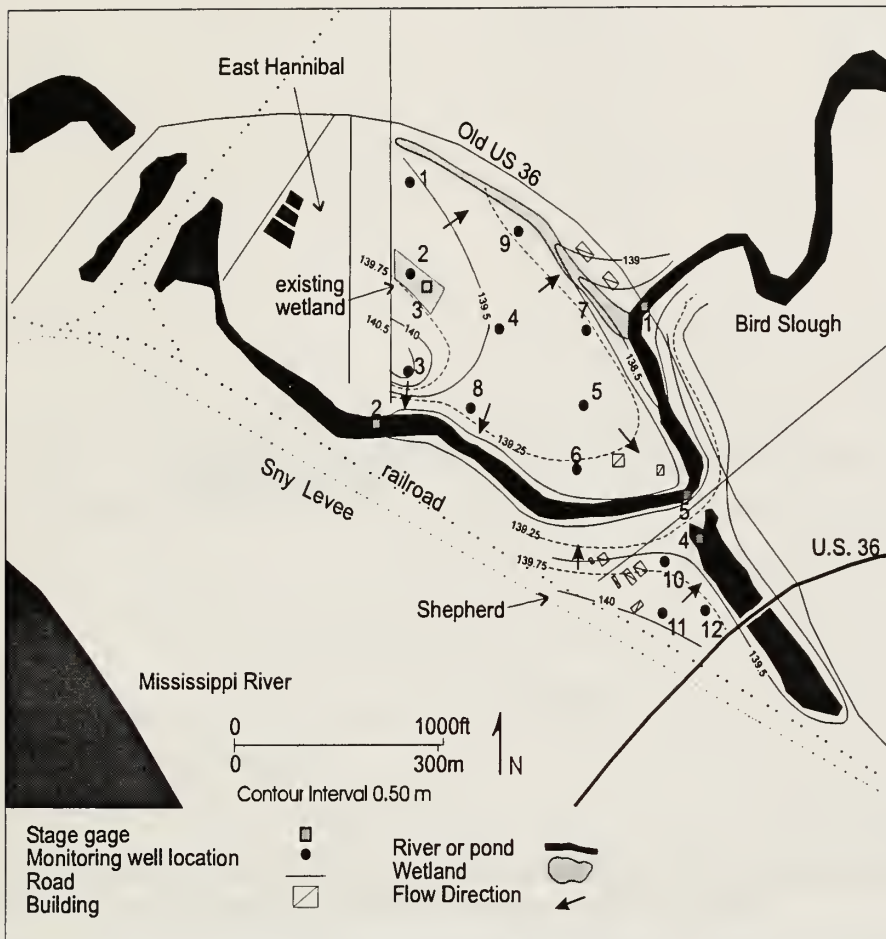 East Hannibal
Old US 36
1
2
9
139
139.75
existing
wetland
3
139.5
140.5
140
4
7
1
Bird Slough
3
138.5
8
5
2
139.25
6
Sny Levee
railroad
5
139.25
4
U.S. 36
139.75
10
Shepherd
140
11
12
139.5
Mississippi River
0
1000ft
0
300m
N
Contour Interval 0.50 m
Stage gage
Monitoring well location
Road
Building
River or pond
Wetland
Flow Direction